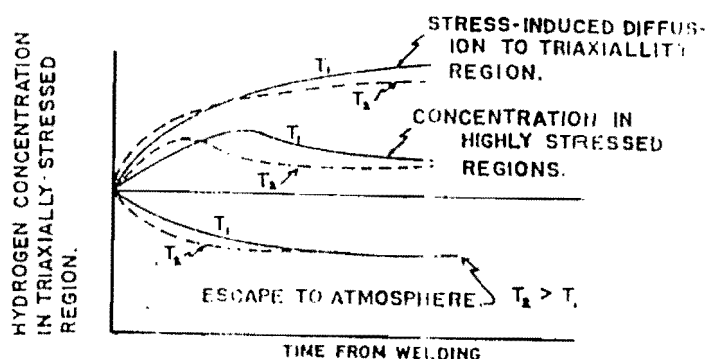 STRESS-INDUCED DIFFUS-
ION TO TRIAXIALLITY
REGION.
T₁
T₂
CONCENTRATION IN
HIGHLY STRESSED
REGIONS.
T₁
T₂
T₁
T₂
ESCAPE TO ATMOSPHERE.
T₂ > T₁
HYDROGEN CONCENTRATION
IN TRIAXIALLY-STRESSED
REGION.
TIME FROM WELDING